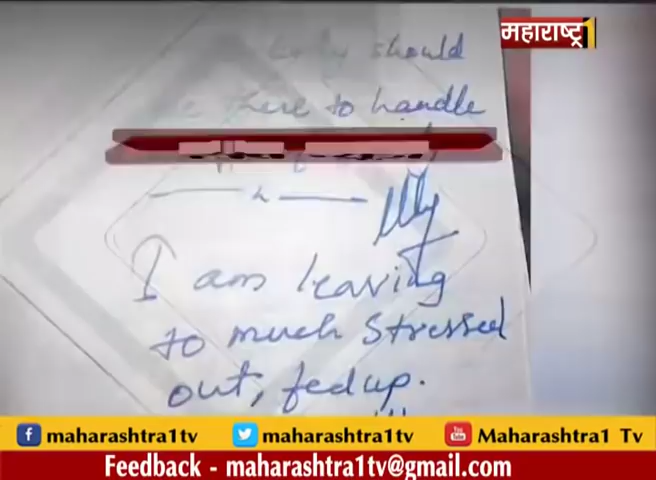 महाराष्ट्र1
should
there to handle
I am leaving
to much stressed
out, fed up.
maharashtra1tv
maharashtra1tv
Maharashtra1 Tv
Feedback - maharashtra1tv@gmail.com